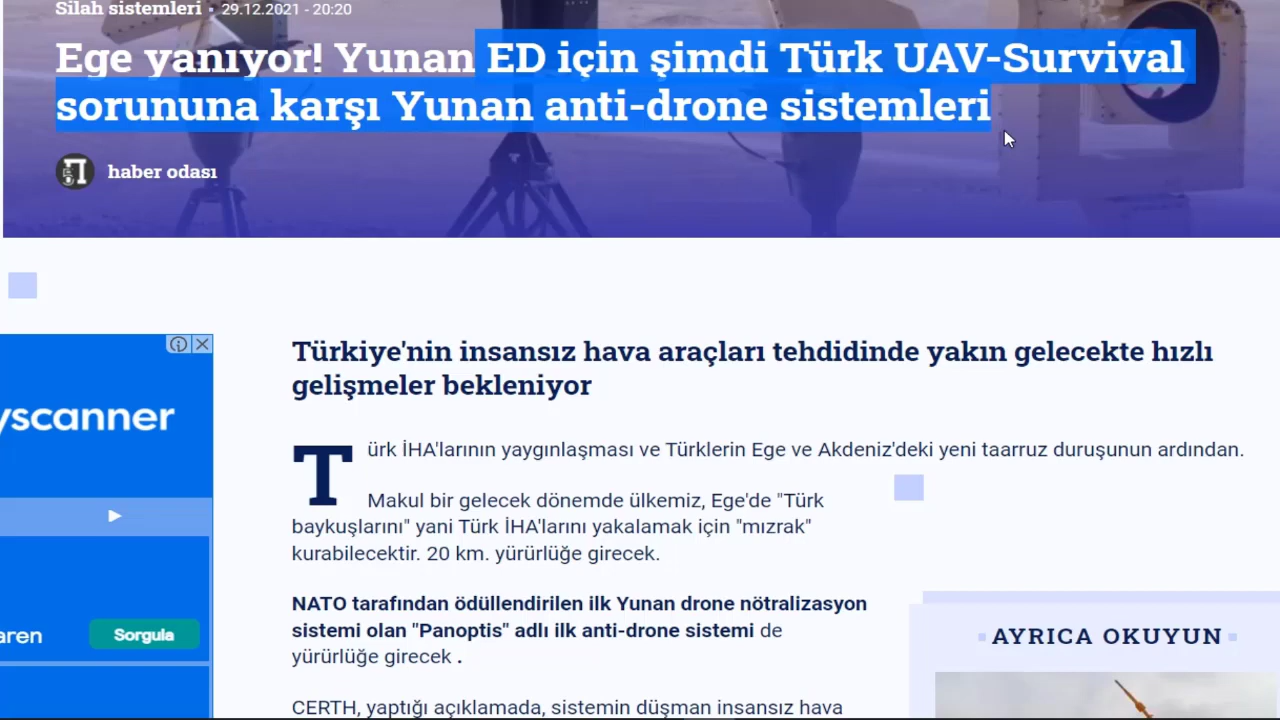 Silah sistemleri • 29.12.2021 - 20:20
Ege yanıyor! Yunan ED için şimdi Türk UAV-Survival
sorununa karşı Yunan anti-drone sistemleri
haber odası
yscanner
aren
Sorgula
Türkiye'nin insansız hava araçları tehdidinde yakın gelecekte hızlı
gelişmeler bekleniyor
Türk İHA'larının yaygınlaşması ve Türklerin Ege ve Akdeniz'deki yeni taarruz duruşunun ardından.
Makul bir gelecek dönemde ülkemiz, Ege'de "Türk
baykuşlarını" yani Türk İHA'larını yakalamak için "mızrak"
kurabilecektir. 20 km. yürürlüğe girecek.
NATO tarafından ödüllendirilen ilk Yunan drone nötralizasyon
sistemi olan "Panoptis" adlı ilk anti-drone sistemi de
yürürlüğe girecek .
CERTH, yaptığı açıklamada, sistemin düşman insansız hava
AYRICA OKUYUN